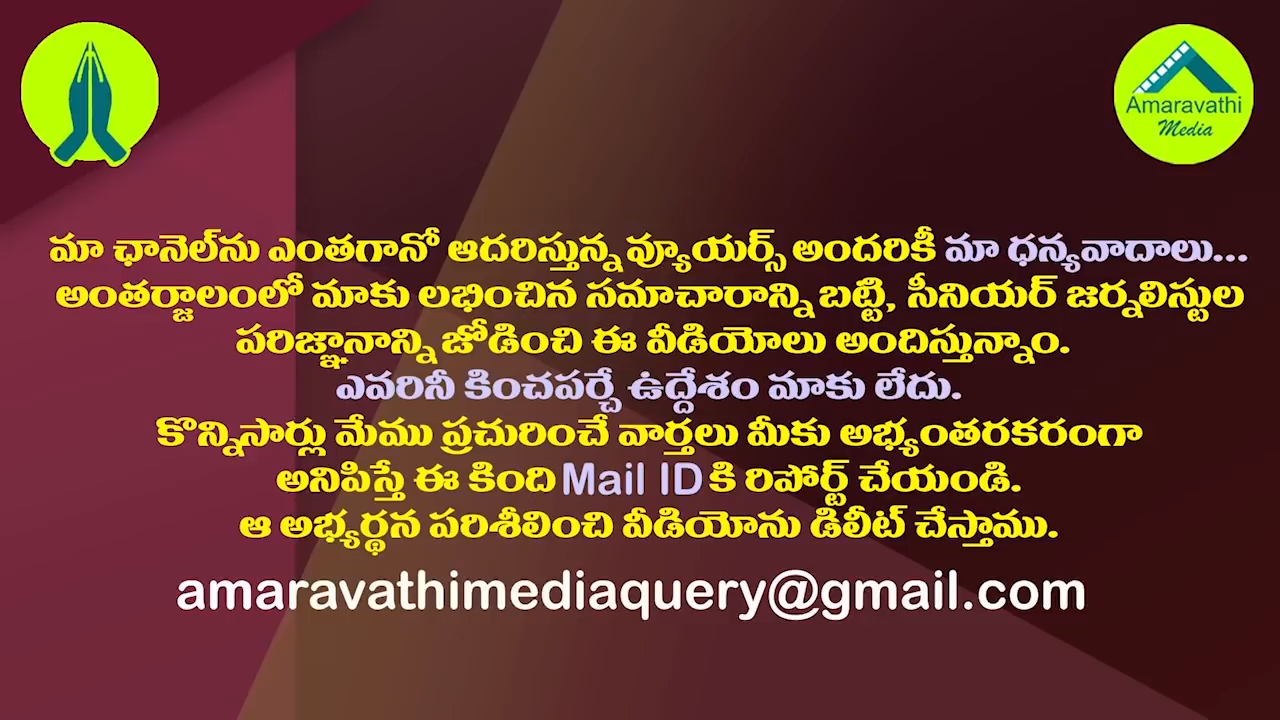 Amaravathi
Media
మా ఛానెల్‌ను ఎంతగానో ఆదరిస్తున్న వ్యూయర్స్ అందరికీ మా ధన్యవాదాలు...
అంతర్జాలంలో మాకు లభించిన సమాచారాన్ని బట్టి, సీనియర్ జర్నలిస్టుల
పరిజ్ఞానాన్ని జోడించి ఈ వీడియోలు అందిస్తున్నాం.
ఎవరినీ కించపర్చే ఉద్దేశం మాకు లేదు.
కొన్నిసార్లు మేము ప్రచురించే వార్తలు మీకు అభ్యంతరకరంగా
అనిపిస్తే ఈ కింది Mail ID కి రిపోర్ట్ చేయండి.
ఆ అభ్యర్థన పరిశీలించి వీడియోను డిలీట్ చేస్తాము.
amaravathimediaquery@gmail.com